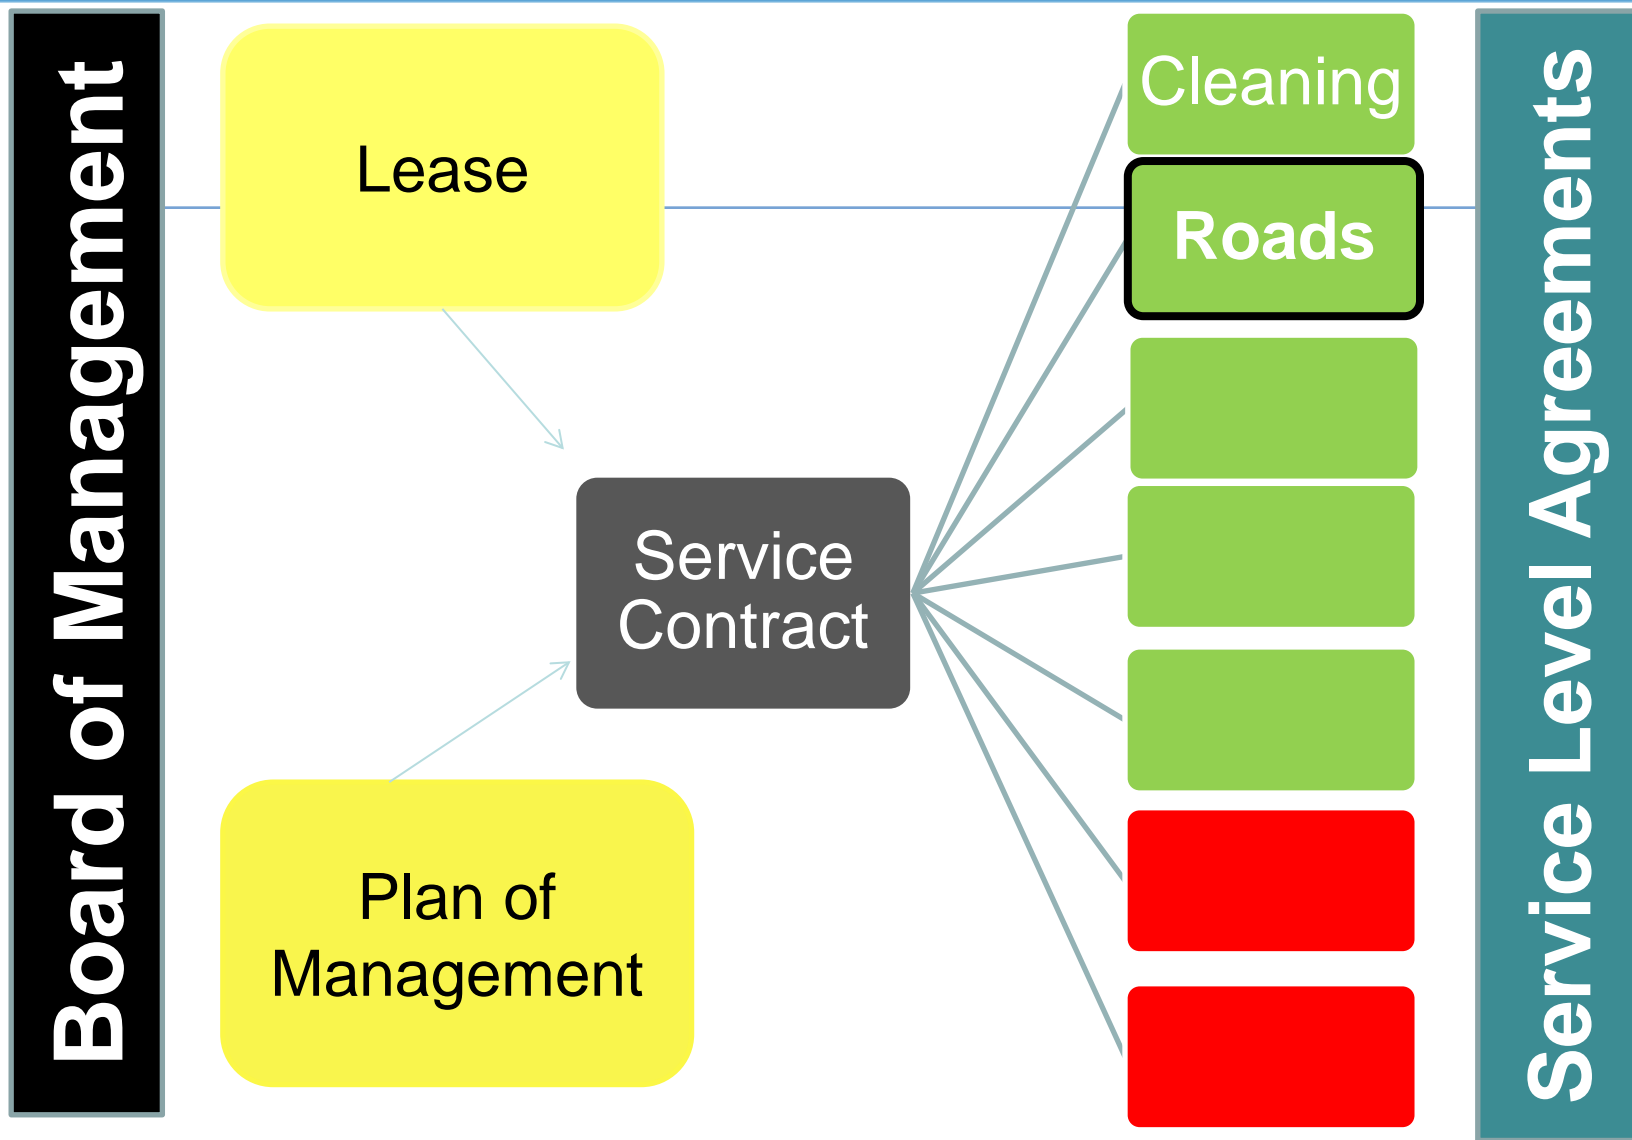 Board of Management
Lease
Plan of
Management
Service
Contract
Cleaning
Roads
Service Level Agreements